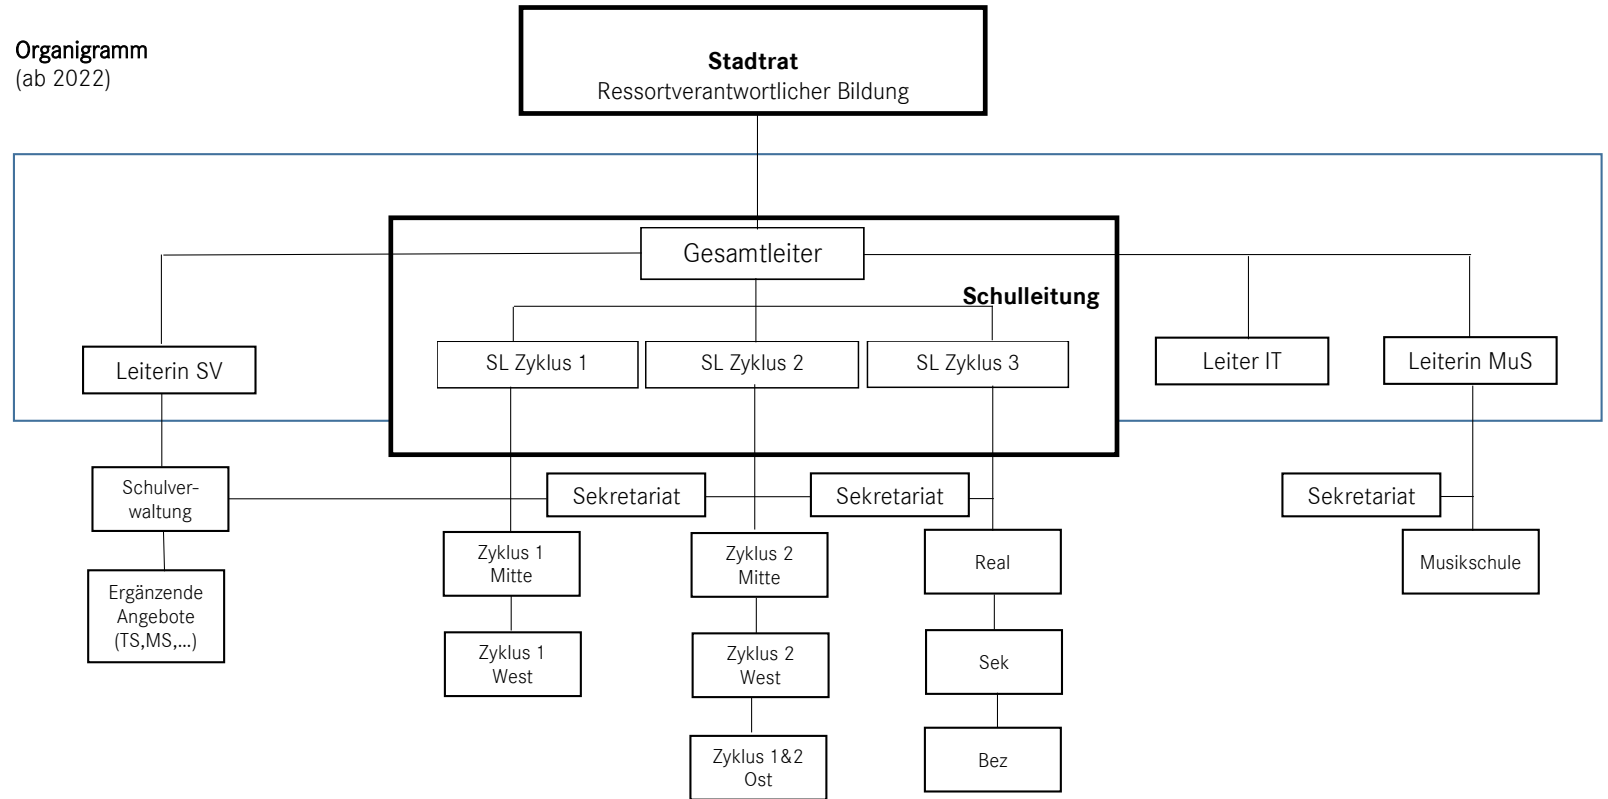 Organigramm
(ab 2022)
Stadtrat
Ressortverantwortlicher Bildung
Gesamtleiter
Schulleitung
Leiterin SV
SL Zyklus 1
SL Zyklus 2
SL Zyklus 3
Leiter IT
Leiterin MuS
Schulver-
waltung
Sekretariat
Sekretariat
Sekretariat
Zyklus 1
Mitte
Zyklus 2
Mitte
Real
Musikschule
Ergänzende
Angebote
(TS,MS,...)
Zyklus 1
West
Zyklus 2
West
Sek
Zyklus 1&2
Ost
Bez